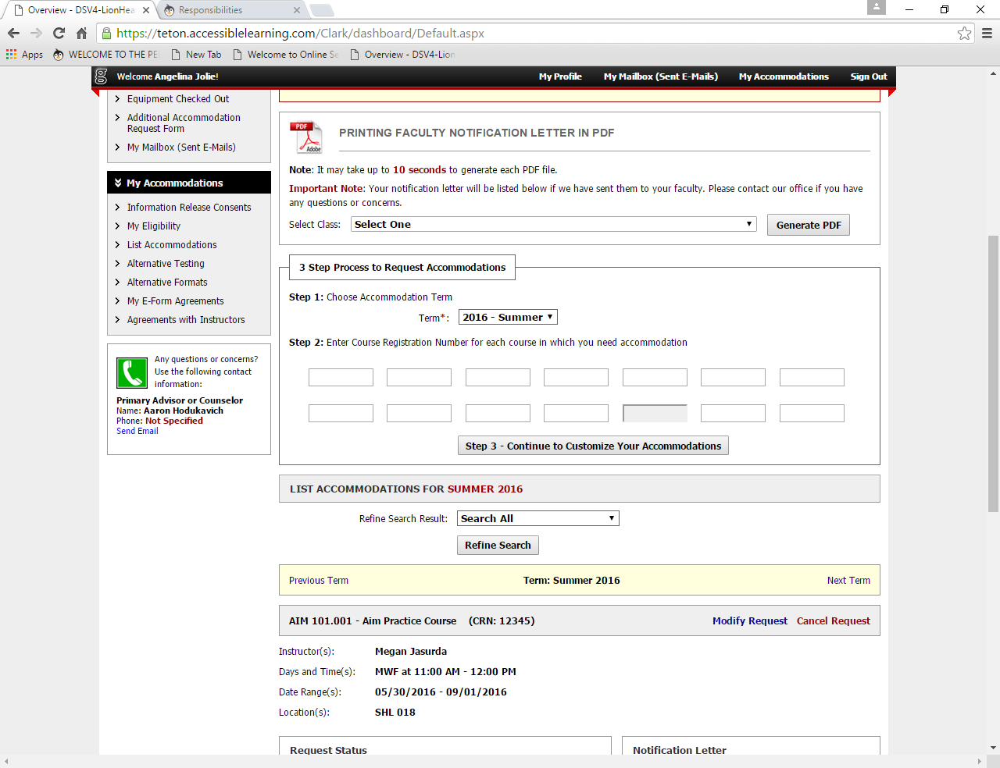 Overview - DSV4-LionHea
Responsibilities
https://teton.accessiblelearning.com/Clark/dashboard/Default.aspx
Apps
WELCOME TO THE PE
New Tab
Welcome to Online Se
Overview - DSV4-Lion
Welcome Angelina Jolie!
My Profile
My Mailbox (Sent E-Mails)
My Accommodations
Sign Out
Equipment Checked Out
Additional Accommodation
Request Form
My Mailbox (Sent E-Mails)
My Accommodations
Information Release Consents
My Eligibility
List Accommodations
Alternative Testing
Alternative Formats
My E-Form Agreements
Agreements with Instructors
Any questions or concerns?
Use the following contact
information:
Primary Advisor or Counselor
Name: Aaron Hodukavich
Phone: Not Specified
Send Email
PDF
Adobe
PRINTING FACULTY NOTIFICATION LETTER IN PDF
Note: It may take up to 10 seconds to generate each PDF file.
Important Note: Your notification letter will be listed below if we have sent them to your faculty. Please contact our office if you have
any questions or concerns.
Select Class: Select One
Generate PDF
3 Step Process to Request Accommodations
Step 1: Choose Accommodation Term
Term*: 2016 - Summer
Step 2: Enter Course Registration Number for each course in which you need accommodation
Step 3 - Continue to Customize Your Accommodations
LIST ACCOMMODATIONS FOR SUMMER 2016
Refine Search Result: Search All
Refine Search
Previous Term
Term: Summer 2016
Next Term
AIM 101.001 - Aim Practice Course (CRN: 12345)
Modify Request
Cancel Request
Instructor(s): Megan Jasurda
Days and Time(s): MWF at 11:00 AM - 12:00 PM
Date Range(s): 05/30/2016 - 09/01/2016
Location(s): SHL 018
Request Status
Notification Letter